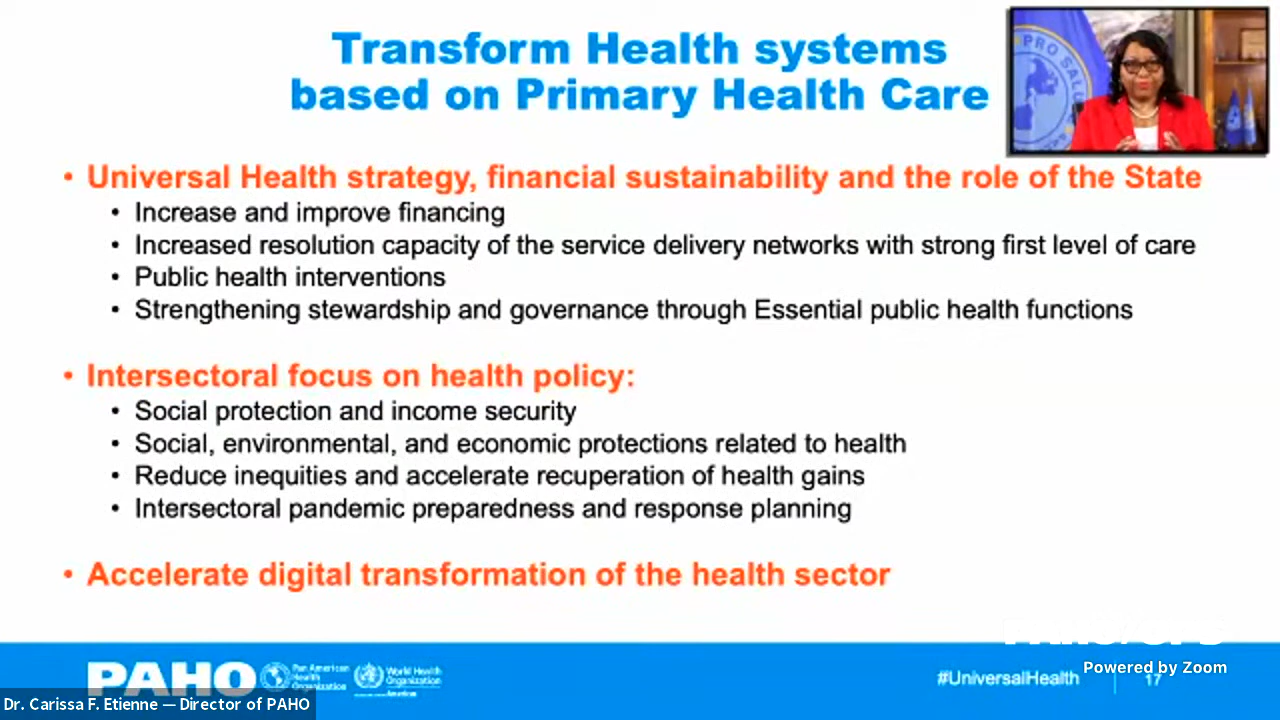 Transform Health systems
based on Primary Health Care
PRO SALU
• Universal Health strategy, financial sustainability and the role of the State
• Increase and improve financing
• Increased resolution capacity of the service delivery networks with strong first level of care
• Public health interventions
• Strengthening stewardship and governance through Essential public health functions
• Intersectoral focus on health policy:
• Social protection and income security
• Social, environmental, and economic protections related to health
• Reduce inequities and accelerate recuperation of health gains
• Intersectoral pandemic preparedness and response planning
• Accelerate digital transformation of the health sector
PAHO
Pan American
Health
Organization
World Health
Organization
Americas
#UniversalHealth
17
Powered by Zoom
Dr. Carissa F. Etienne — Director of PAHO